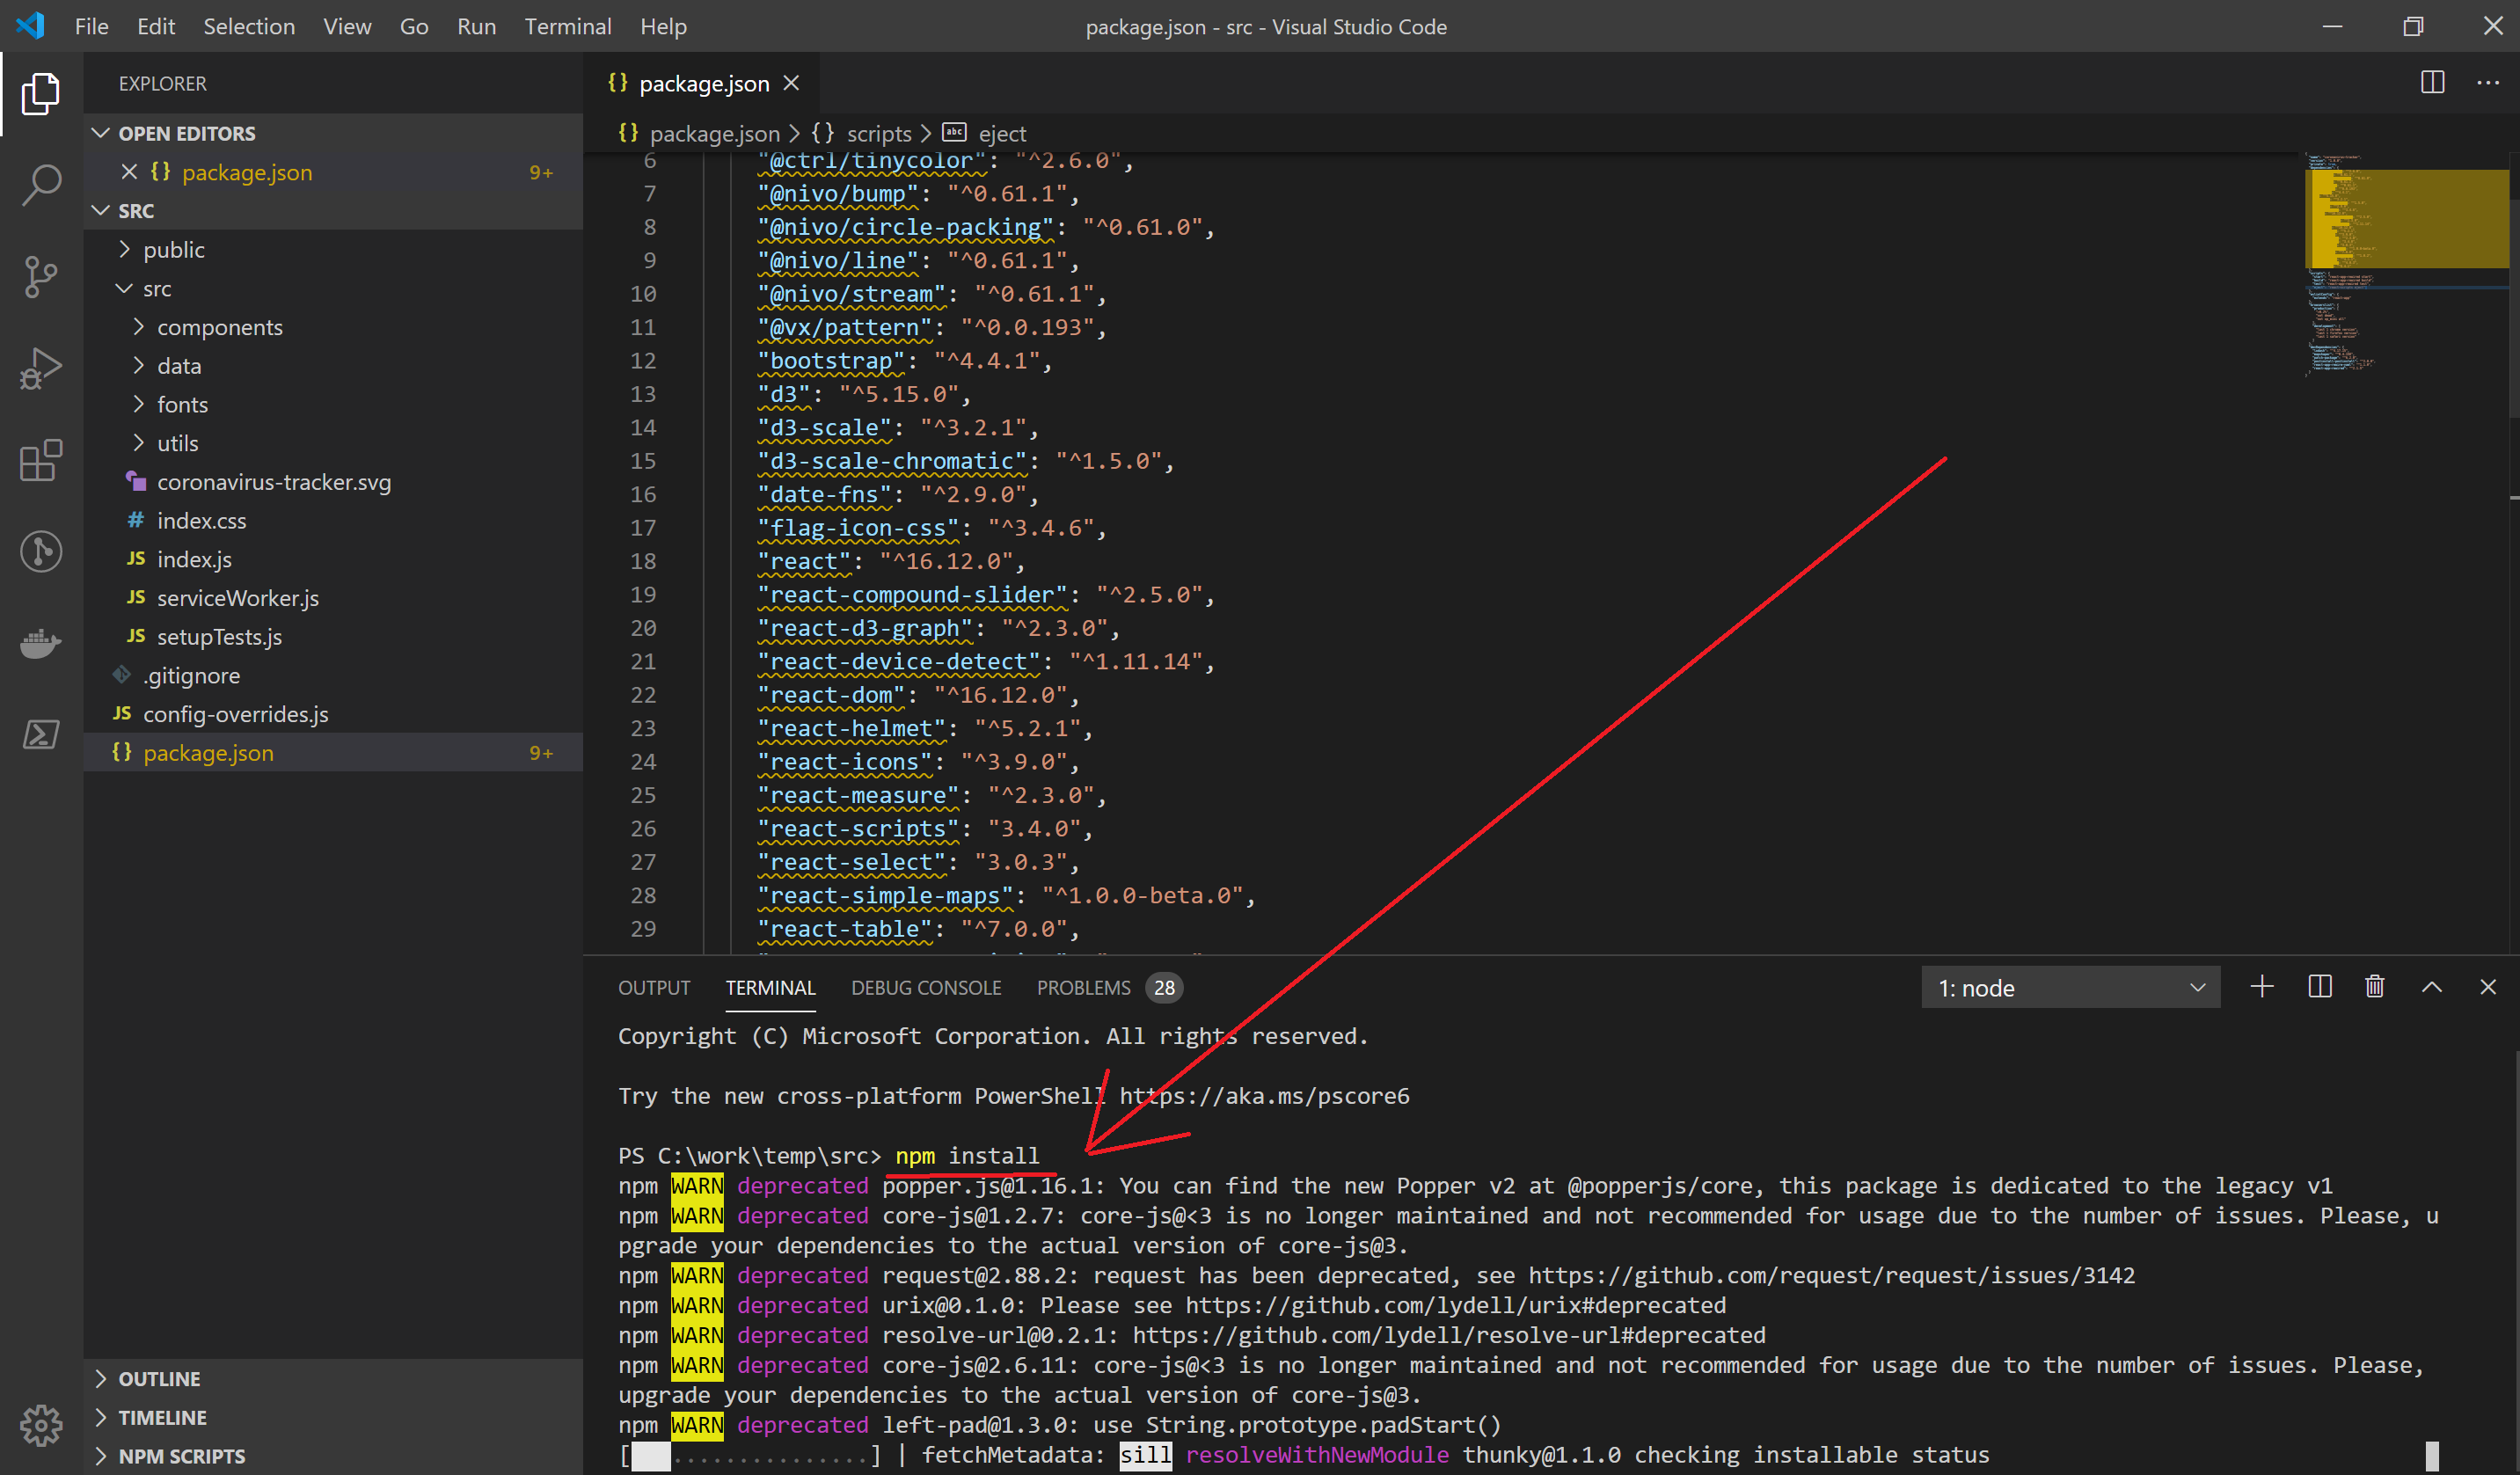 File Edit Selection View Go Run Terminal Help
package.json - src - Visual Studio Code
EXPLORER
OPEN EDITORS
package.json 9+
SRC
public
src
components
data
fonts
utils
coronavirus-tracker.svg
# index.css
JS index.js
JS serviceWorker.js
JS setupTests.js
.gitignore
JS config-overrides.js
{} package.json 9+
OUTLINE
TIMELINE
NPM SCRIPTS
{} package.json
{} package.json > {} scripts > abc eject
6 "@ctrl/tinycolor": "^2.6.0",
7 "@nivo/bump": "^0.61.1",
8 "@nivo/circle-packing": "^0.61.0",
9 "@nivo/line": "^0.61.1",
10 "@nivo/stream": "^0.61.1",
11 "@vx/pattern": "^0.0.193",
12 "bootstrap": "^4.4.1",
13 "d3": "^5.15.0",
14 "d3-scale": "^3.2.1",
15 "d3-scale-chromatic": "^1.5.0",
16 "date-fns": "^2.9.0",
17 "flag-icon-css": "^3.4.6",
18 "react": "^16.12.0",
19 "react-compound-slider": "^2.5.0",
20 "react-d3-graph": "^2.3.0",
21 "react-device-detect": "^1.11.14",
22 "react-dom": "^16.12.0",
23 "react-helmet": "^5.2.1",
24 "react-icons": "^3.9.0",
25 "react-measure": "^2.3.0",
26 "react-scripts": "3.4.0",
27 "react-select": "3.0.3",
28 "react-simple-maps": "^1.0.0-beta.0",
29 "react-table": "^7.0.0",
OUTPUT TERMINAL DEBUG CONSOLE PROBLEMS 28
1: node
Copyright (C) Microsoft Corporation. All rights reserved.
Try the new cross-platform PowerShell https://aka.ms/pscore6
PS C:\work\temp\src> npm install
npm WARN deprecated popper.js@1.16.1: You can find the new Popper v2 at @popperjs/core, this package is dedicated to the legacy v1
npm WARN deprecated core-js@1.2.7: core-js@<3 is no longer maintained and not recommended for usage due to the number of issues. Please, u
pgrade your dependencies to the actual version of core-js@3.
npm WARN deprecated request@2.88.2: request has been deprecated, see https://github.com/request/request/issues/3142
npm WARN deprecated urix@0.1.0: Please see https://github.com/lydell/urix#deprecated
npm WARN deprecated resolve-url@0.2.1: https://github.com/lydell/resolve-url#deprecated
npm WARN deprecated core-js@2.6.11: core-js@<3 is no longer maintained and not recommended for usage due to the number of issues. Please,
upgrade your dependencies to the actual version of core-js@3.
npm WARN deprecated left-pad@1.3.0: use String.prototype.padStart()
[ ...............] | fetchMetadata: sill resolveWithNewModule thunky@1.1.0 checking installable status